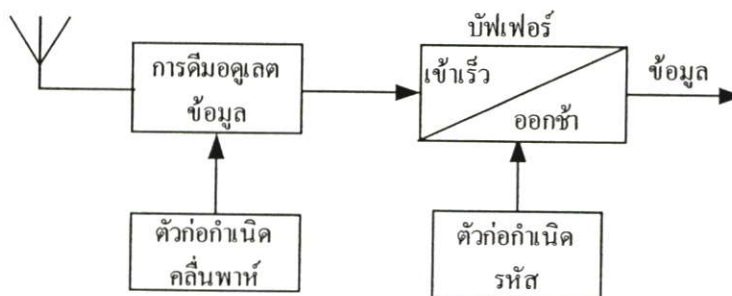 บัฟเฟอร์
การดีมอดูเลต
ข้อมูล
เข้าเร็ว
ออกช้า
ข้อมูล
ตัวก่อกำเนิด
คลื่นพาห์
ตัวก่อกำเนิด
รหัส